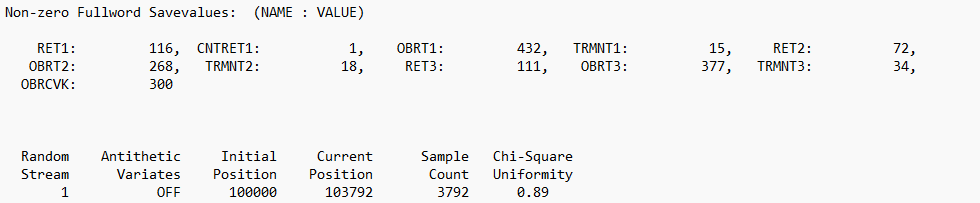 Non-zero Fullword Savevalues:  (NAME : VALUE)
RET1:          116,  CNTRET1:            1,    OBRT1:          432,  TRMNT1:           15,     RET2:           72,
OBRT2:          268,   TRMNT2:           18,     RET3:          111,    OBRT3:          377,   TRMNT3:           34,
OBRCVK:          300
Random    Antithetic     Initial     Current      Sample   Chi-Square
Stream      Variates    Position    Position       Count   Uniformity
1           OFF      100000      103792        3792      0.89